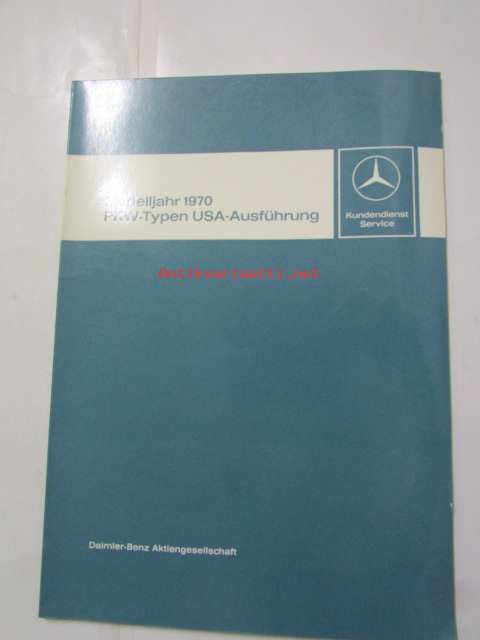 Modelljahr 1970
PKW-Typen USA-Ausführung
Kundendienst
Service
Antikvariaatti.net
Daimler-Benz Aktiengesellschaft